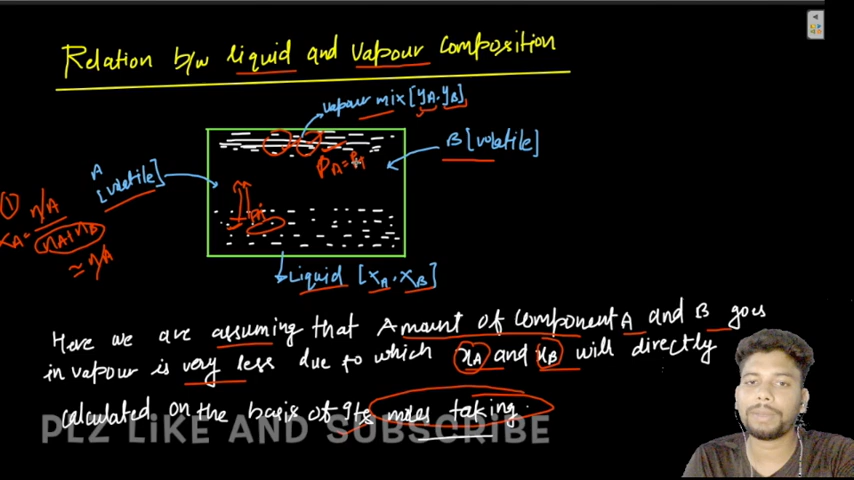 Relation b/w liquid and vapour composition
vapour mix [yA, yB]
A
[volatile]
B [volatile]
PA =
①
xA = nA
nA+nB
≃ nA
Liquid [xA, xB]
Here we are assuming that Amount of component A and B goes
in vapour is very less due to which xA and xB will directly
calculated on the basis of Its moles taking.
PLZ LiKE AND SUBSCRIBE